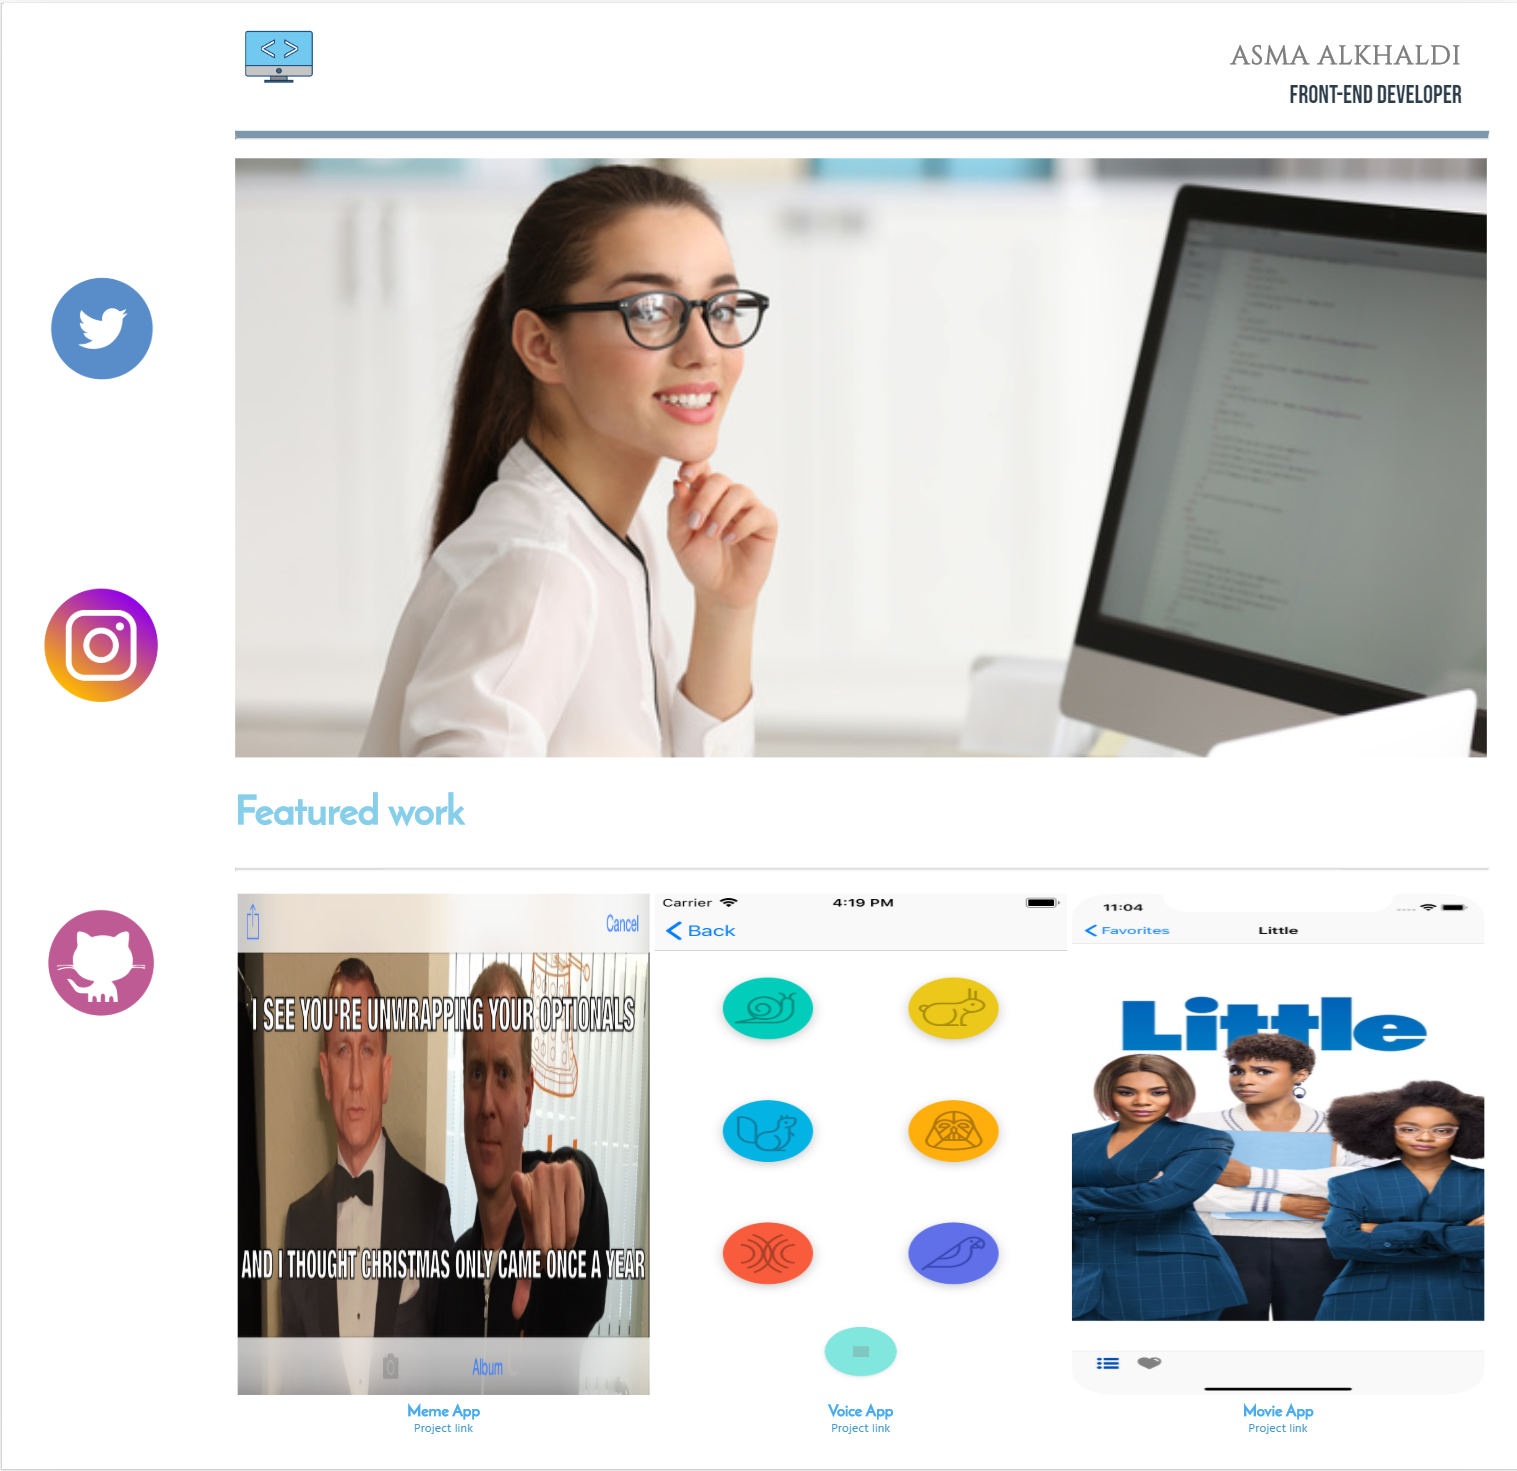 < >
ASMA ALKHALDI
FRONT-END DEVELOPER
Featured work
Cancel
I SEE YOU'RE UNWRAPPING YOUR OPTIONALS
AND I THOUGHT CHRISTMAS ONLY CAME ONCE A YEAR
Album
Meme App
Project link
Carrier
4:19 PM
Back
Voice App
Project link
11:04
Favorites
Little
Little
Movie App
Project link